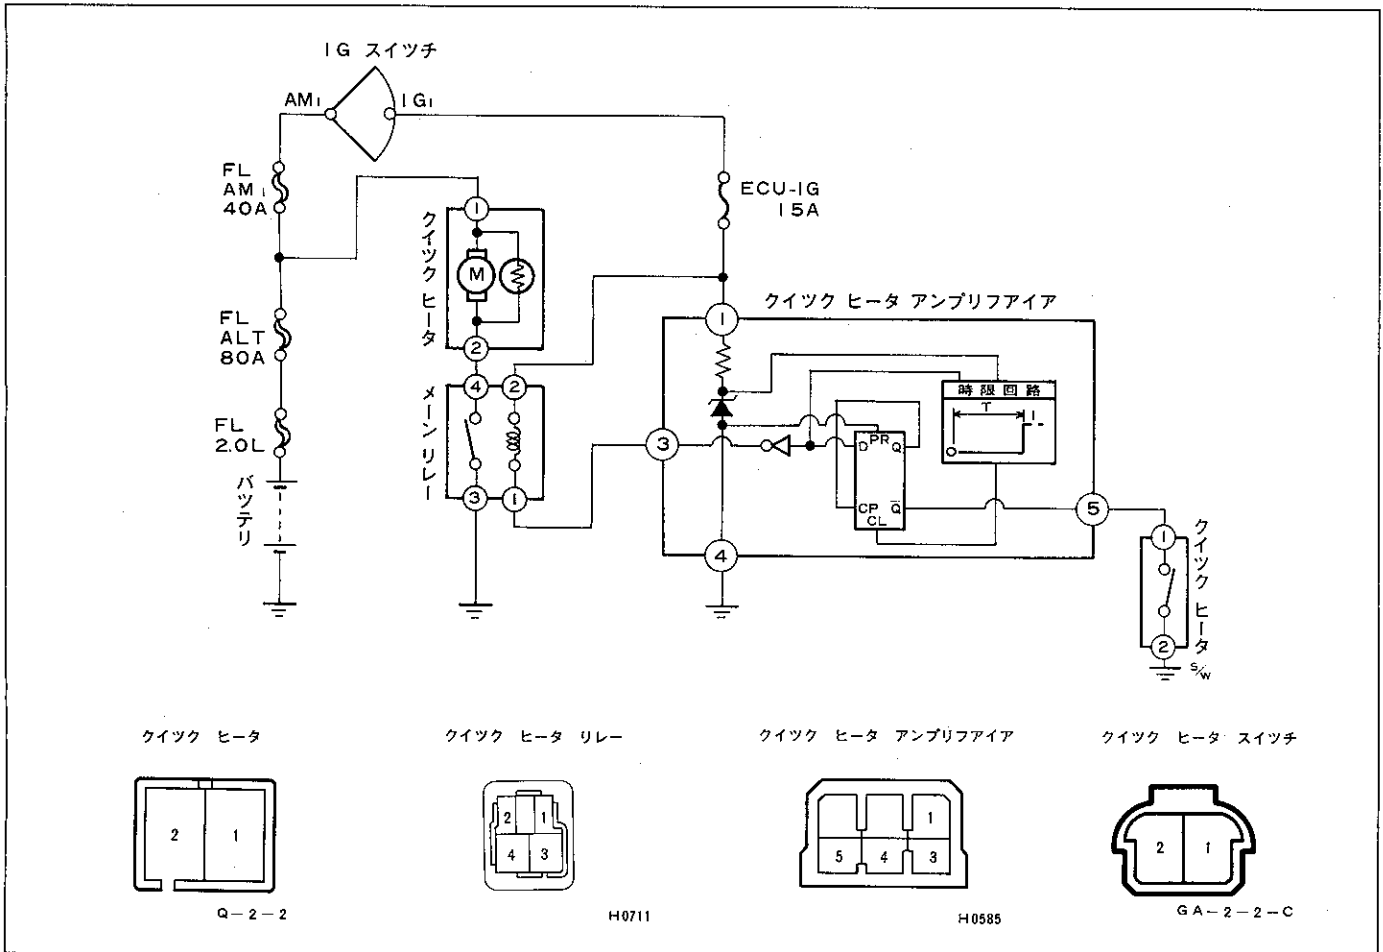 IG スイツチ
AM1
IG1
FL
AM1
40A
ECU-IG
15A
クイツク ヒータ
1
M
2
クイツク ヒータ アンプリフアイア
1
FL
ALT
80A
メーン リレー
4
2
3
1
時限回路
T
1
0
3
D
PR
Q
CP
Q̄
CL
5
4
FL
2.0L
バツテリ
クイツク ヒータ S/W
1
2
クイツク ヒータ
クイツク ヒータ リレー
クイツク ヒータ アンプリフアイア
クイツク ヒータ スイツチ
2 1
2 1
4 3
1
5 4 3
2 1
Q-2-2
H0711
H0585
GA-2-2-C